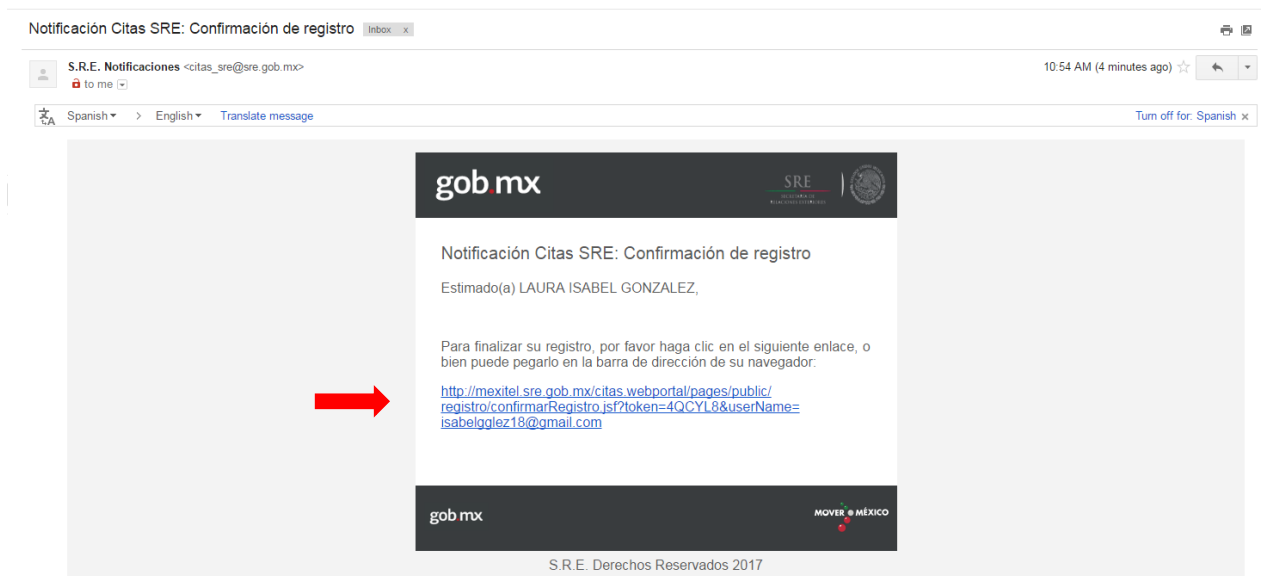 Notificación Citas SRE: Confirmación de registro Inbox x
S.R.E. Notificaciones <citas_sre@sre.gob.mx> 10:54 AM (4 minutes ago)
to me
Spanish > English Translate message Turn off for: Spanish x
gob.mx SRE
SECRETARÍA DE
RELACIONES EXTERIORES
Notificación Citas SRE: Confirmación de registro
Estimado(a) LAURA ISABEL GONZALEZ,
Para finalizar su registro, por favor haga clic en el siguiente enlace, o
bien puede pegarlo en la barra de dirección de su navegador:
http://mexitel.sre.gob.mx/citas.webportal/pages/public/
registro/confirmarRegistro.jsf?token=4QCYL8&userName=
isabelgglez18@gmail.com
gob.mx MOVER A MÉXICO
S.R.E. Derechos Reservados 2017